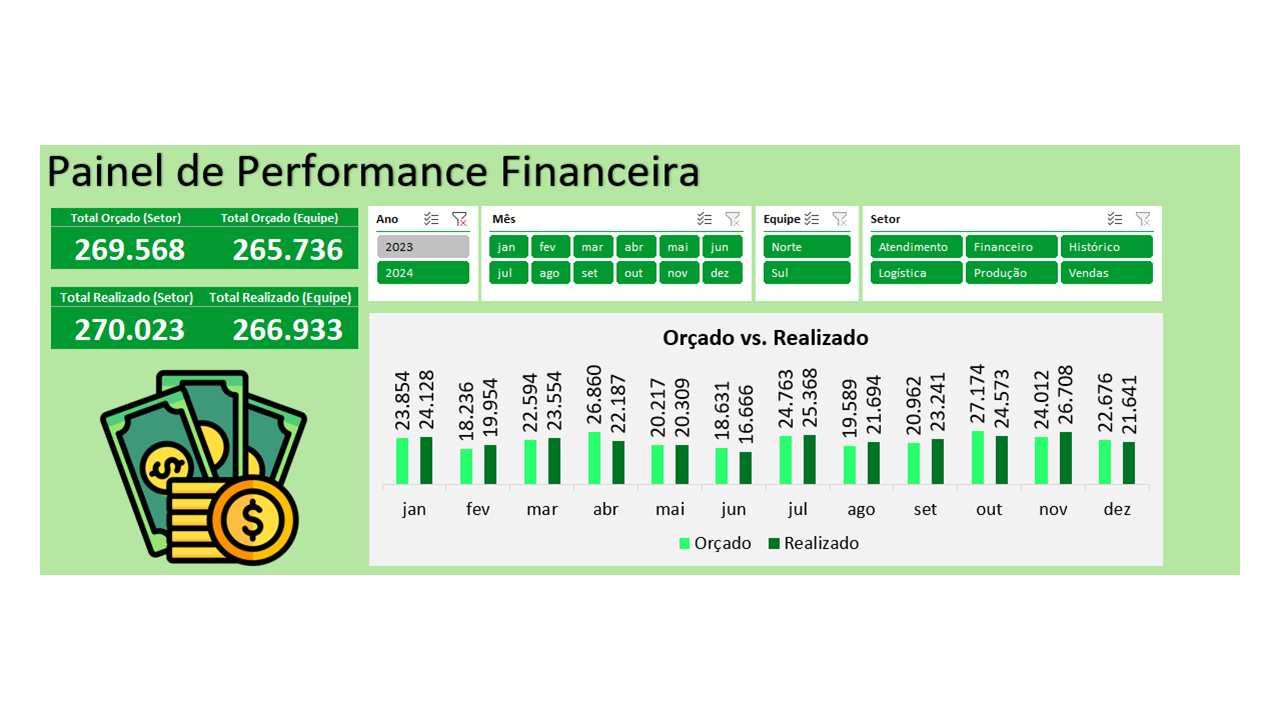 Painel de Performance Financeira
Total Orçado (Setor) Total Orçado (Equipe)
269.568 265.736
Total Realizado (Setor) Total Realizado (Equipe)
270.023 266.933
Ano
2023
2024
Mês
jan fev mar abr mai jun
jul ago set out nov dez
Equipe
Norte
Sul
Setor
Atendimento Financeiro Histórico
Logística Produção Vendas
Orçado vs. Realizado
23.854 24.128 18.236 19.954 22.594 23.554 26.860 22.187 20.217 20.309 18.631 16.666 24.763 25.368 19.589 21.694 20.962 23.241 27.174 24.573 24.012 26.708 22.676 21.641
jan fev mar abr mai jun jul ago set out nov dez
Orçado Realizado
$
$